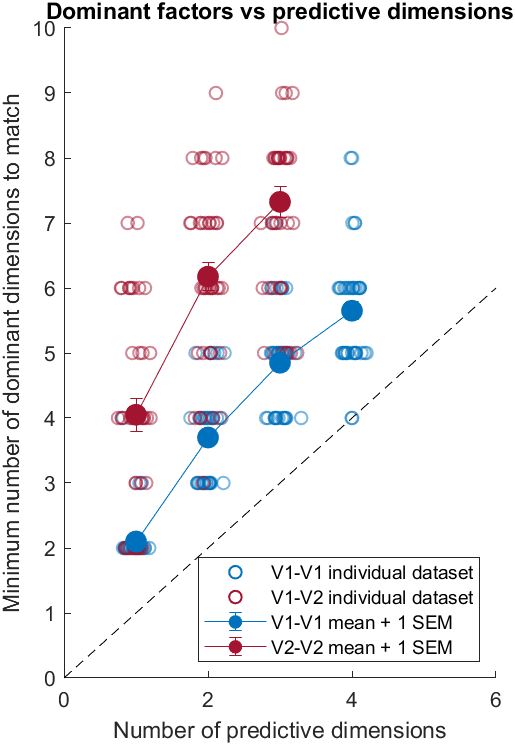 Dominant factors vs predictive dimensions
Minimum number of dominant dimensions to match
10
9
8
7
6
5
4
3
2
1
0
V1-V1 individual dataset
V1-V2 individual dataset
V1-V1 mean + 1 SEM
V2-V2 mean + 1 SEM
0
2
4
6
Number of predictive dimensions